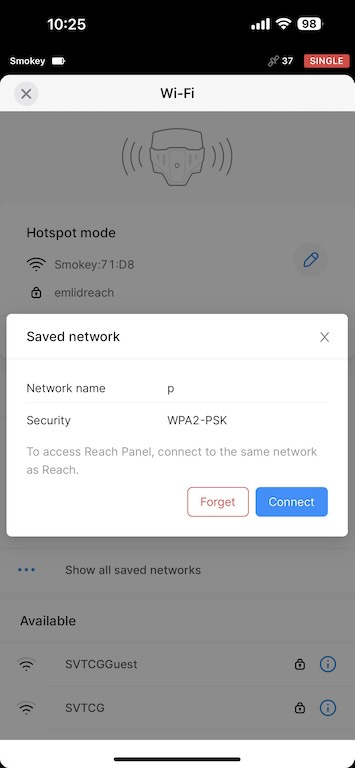 10:25
98
Smokey
37
SINGLE
Wi-Fi
Hotspot mode
Smokey:71:D8
emlidreach
Saved network
Network name p
Security WPA2-PSK
To access Reach Panel, connect to the same network
as Reach.
Forget
Connect
Show all saved networks
Available
SVTCGGuest
SVTCG